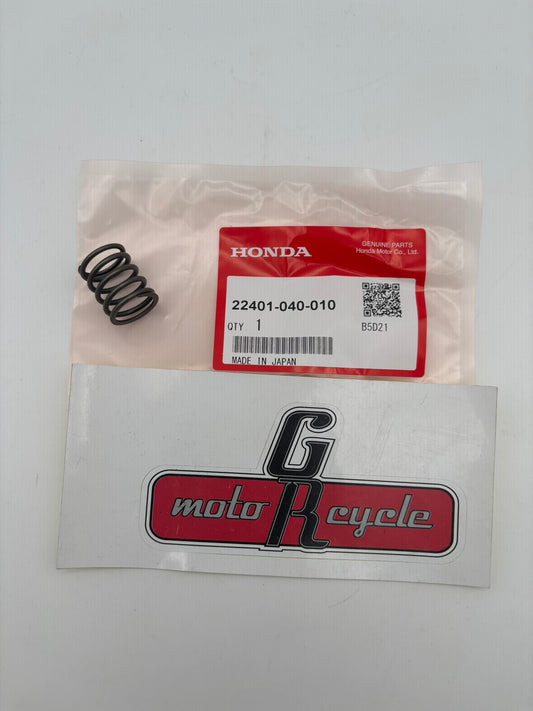 HONDA
GENUINE PARTS
Honda Motor Co., Ltd.
22401-040-010
QTY 1
B5D21
MADE IN JAPAN
G
moto R cycle